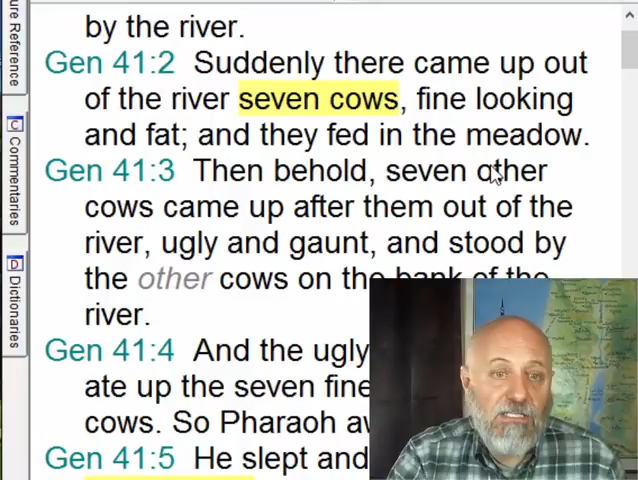 ure Reference
Commentaries
Dictionaries
by the river.
Gen 41:2 Suddenly there came up out
of the river seven cows, fine looking
and fat; and they fed in the meadow.
Gen 41:3 Then behold, seven other
cows came up after them out of the
river, ugly and gaunt, and stood by
the other cows on the bank of the
river.
Gen 41:4 And the ugly
ate up the seven fine
cows. So Pharaoh aw
Gen 41:5 He slept and